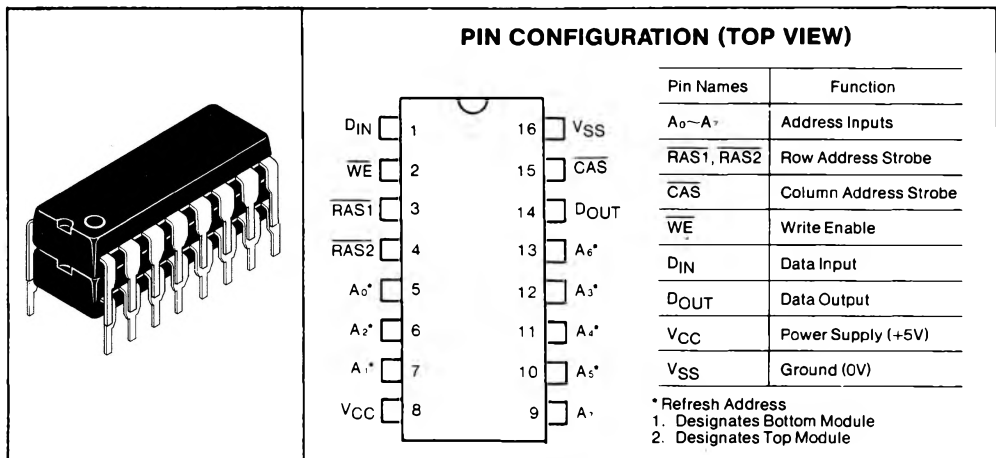 PIN CONFIGURATION (TOP VIEW)
DIN 1 16 VSS
WE 2 15 CAS
RAS1 3 14 DOUT
RAS2 4 13 A6*
A0* 5 12 A3*
A2* 6 11 A4*
A1* 7 10 A5*
VCC 8 9 A7
Pin Names Function
A0~A7 Address Inputs
RAS1, RAS2 Row Address Strobe
CAS Column Address Strobe
WE Write Enable
DIN Data Input
DOUT Data Output
VCC Power Supply (+5V)
VSS Ground (0V)
* Refresh Address
1. Designates Bottom Module
2. Designates Top Module